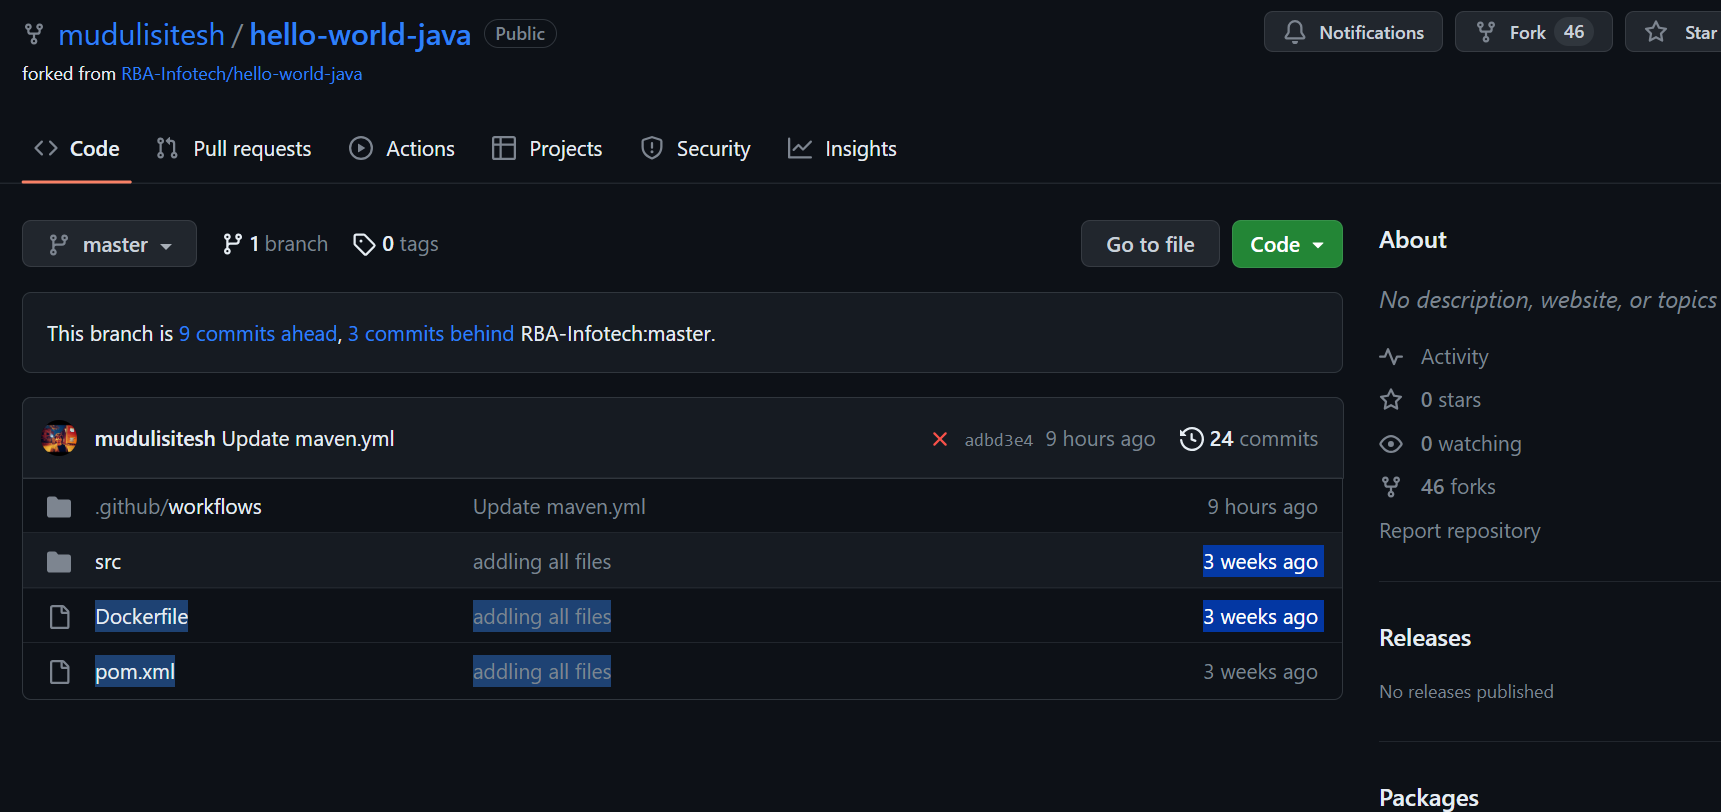 mudulisitesh / hello-world-java Public
Notifications Fork 46 Star
forked from RBA-Infotech/hello-world-java
Code Pull requests Actions Projects Security Insights
master 1 branch 0 tags Go to file Code
This branch is 9 commits ahead, 3 commits behind RBA-Infotech:master.
mudulisitesh Update maven.yml adbd3e4 9 hours ago 24 commits
.github/workflows Update maven.yml 9 hours ago
src addling all files 3 weeks ago
Dockerfile addling all files 3 weeks ago
pom.xml addling all files 3 weeks ago
About
No description, website, or topics
Activity
0 stars
0 watching
46 forks
Report repository
Releases
No releases published
Packages